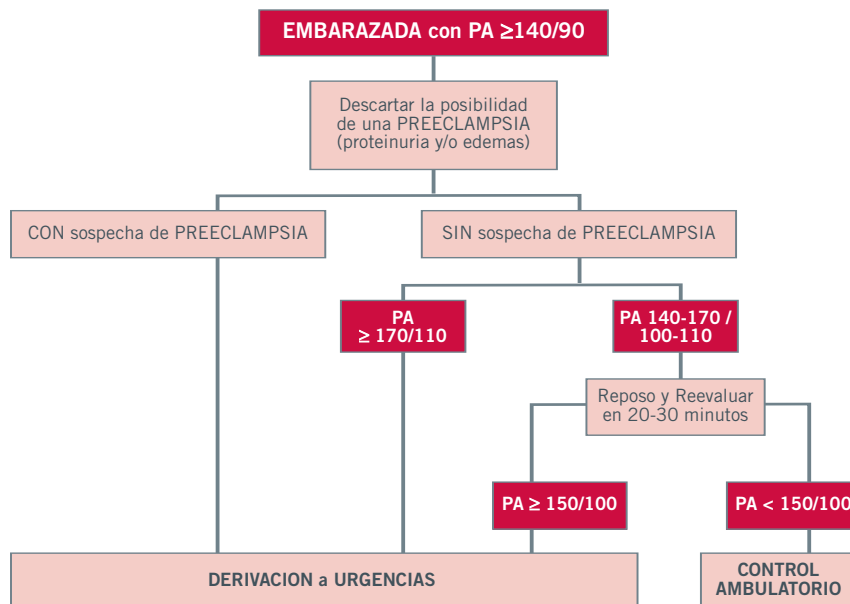 EMBARAZADA con PA ≥140/90
Descartar la posibilidad
de una PREECLAMPSIA
(proteinuria y/o edemas)
CON sospecha de PREECLAMPSIA
SIN sospecha de PREECLAMPSIA
PA
≥ 170/110
PA 140-170 /
100-110
Reposo y Reevaluar
en 20-30 minutos
PA ≥ 150/100
PA < 150/100
DERIVACION a URGENCIAS
CONTROL
AMBULATORIO